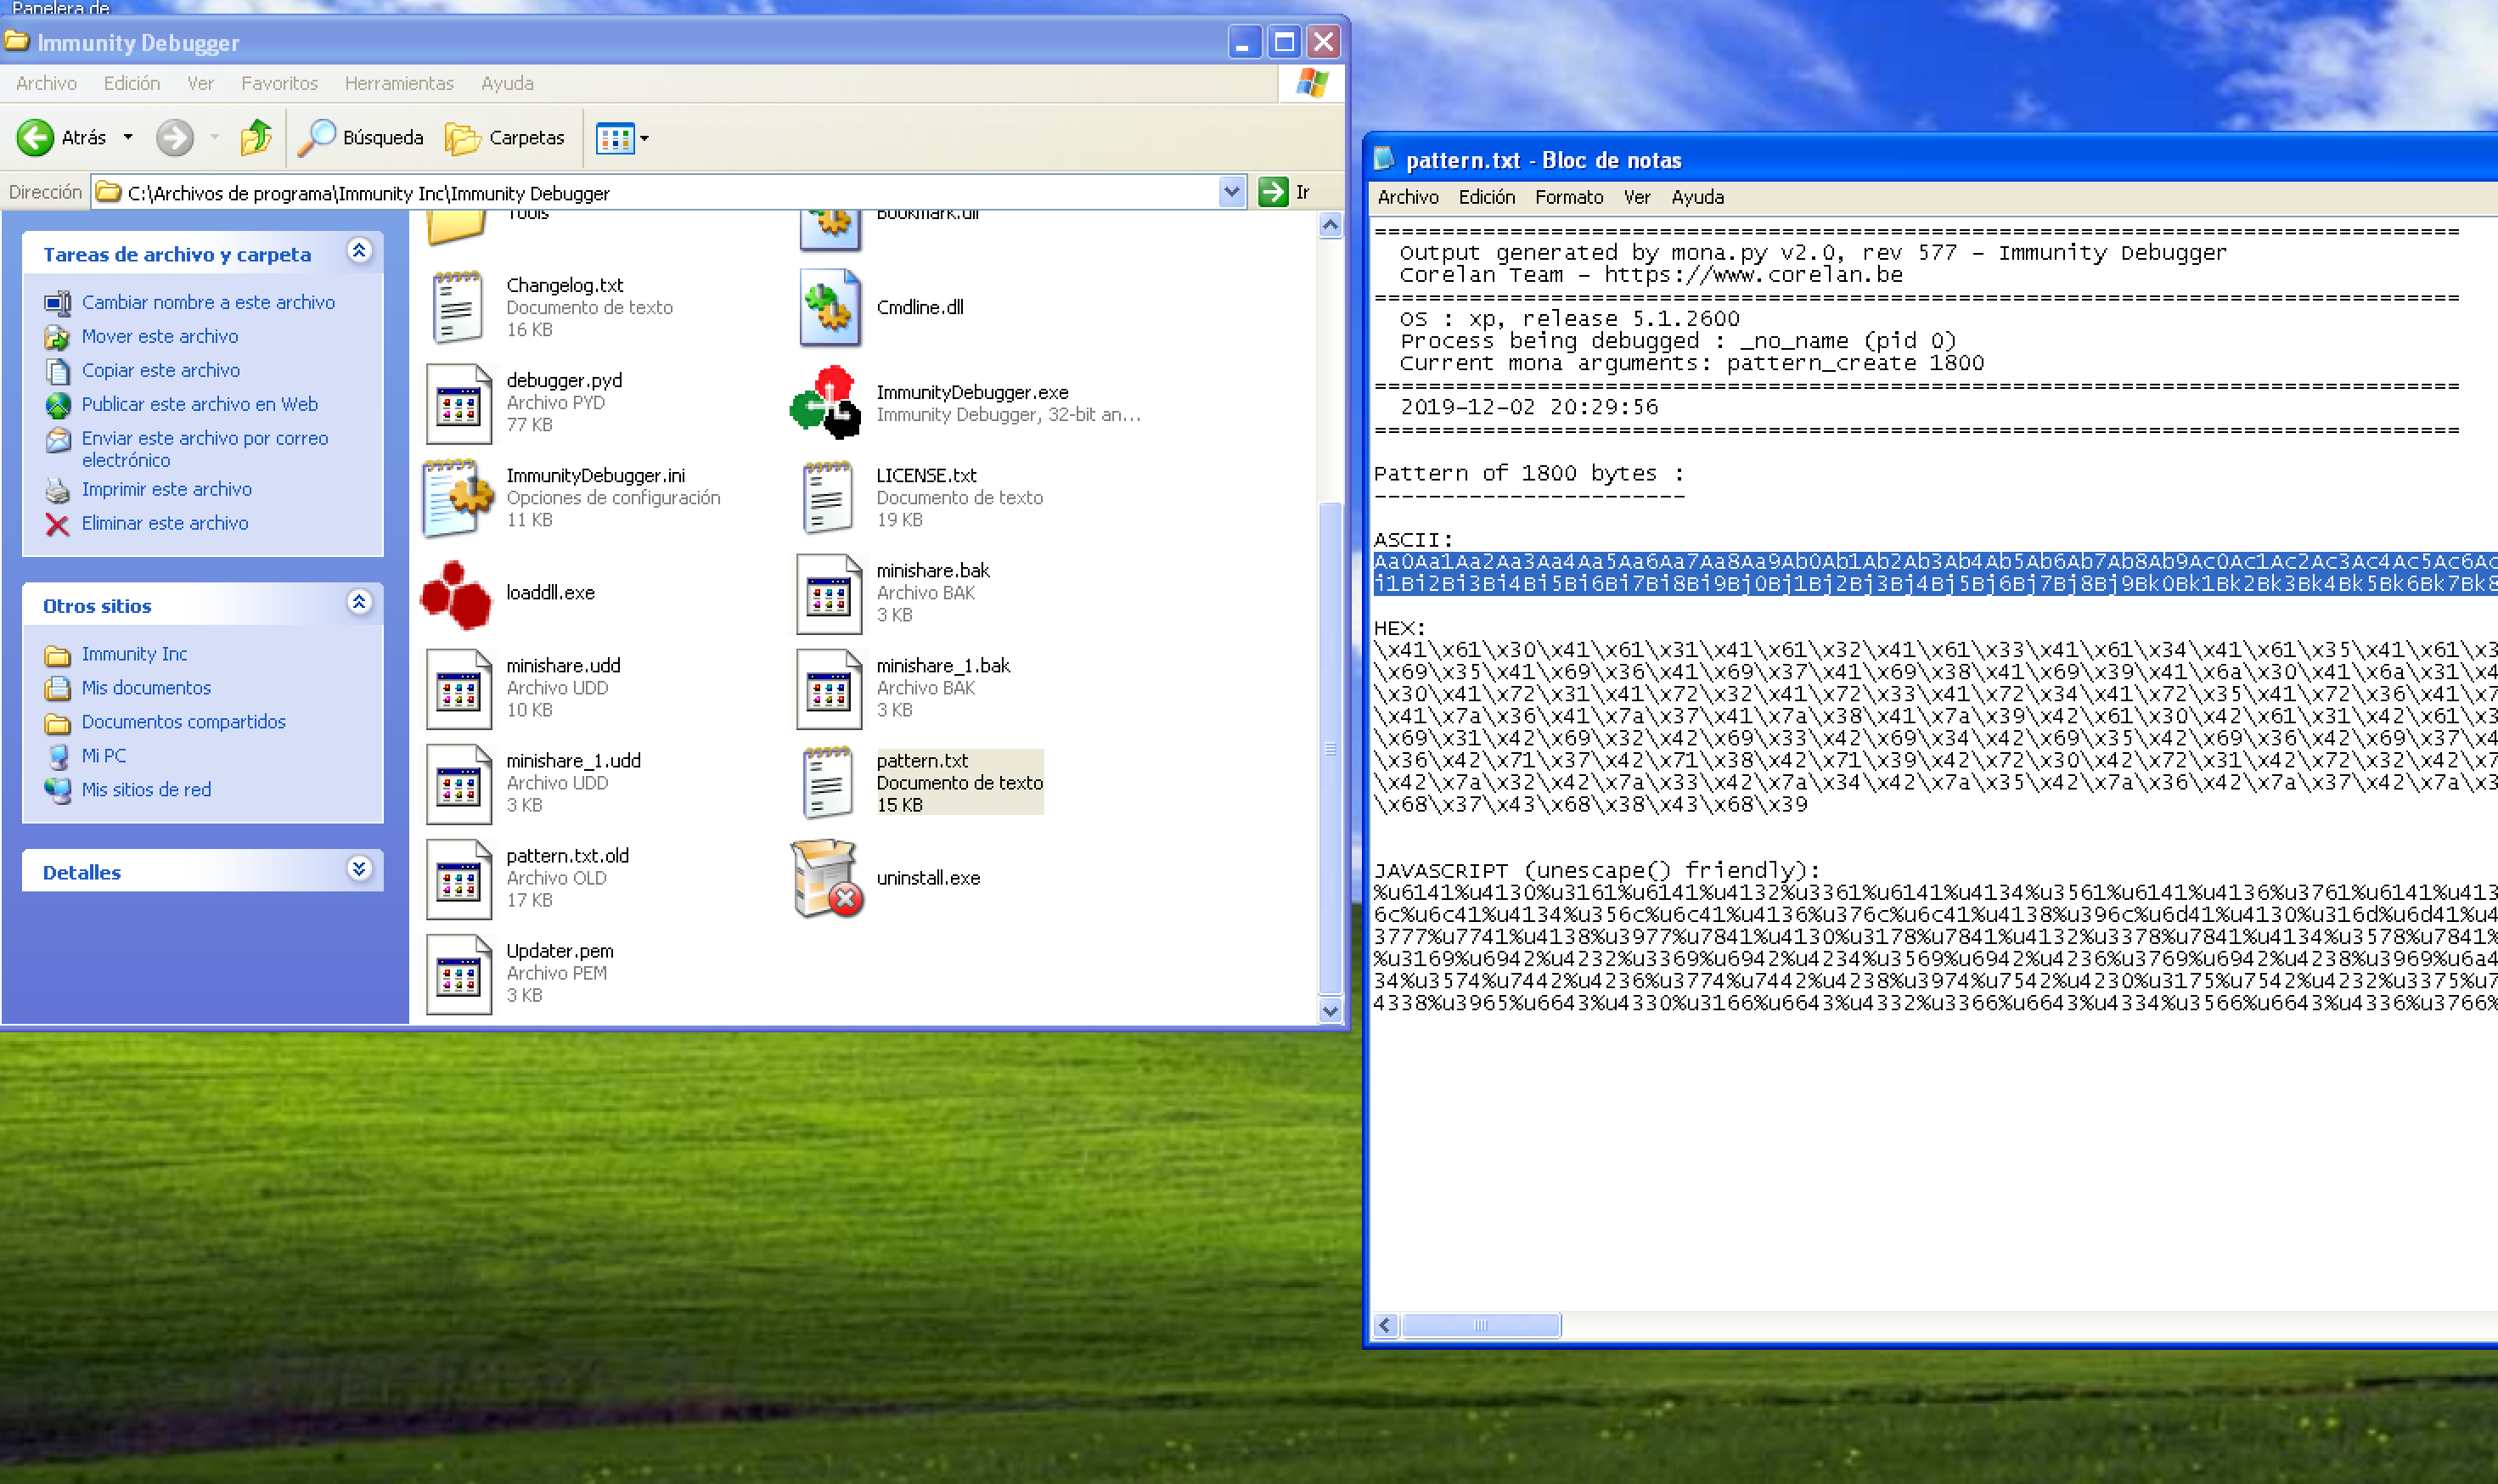 Panelera de
Immunity Debugger
Archivo Edición Ver Favoritos Herramientas Ayuda
Atrás Búsqueda Carpetas
Dirección C:\Archivos de programa\Immunity Inc\Immunity Debugger Ir
Tareas de archivo y carpeta
Cambiar nombre a este archivo
Mover este archivo
Copiar este archivo
Publicar este archivo en Web
Enviar este archivo por correo
electrónico
Imprimir este archivo
Eliminar este archivo
Otros sitios
Immunity Inc
Mis documentos
Documentos compartidos
Mi PC
Mis sitios de red
Detalles
Tools
Bookmark.dll
Changelog.txt
Documento de texto
16 KB
Cmdline.dll
debugger.pyd
Archivo PYD
77 KB
ImmunityDebugger.exe
Immunity Debugger, 32-bit an...
ImmunityDebugger.ini
Opciones de configuración
11 KB
LICENSE.txt
Documento de texto
19 KB
loaddll.exe
minishare.bak
Archivo BAK
3 KB
minishare.udd
Archivo UDD
10 KB
minishare_1.bak
Archivo BAK
3 KB
minishare_1.udd
Archivo UDD
3 KB
pattern.txt
Documento de texto
15 KB
pattern.txt.old
Archivo OLD
17 KB
uninstall.exe
Updater.pem
Archivo PEM
3 KB
pattern.txt - Bloc de notas
Archivo Edición Formato Ver Ayuda
================================================================================
Output generated by mona.py v2.0, rev 577 - Immunity Debugger
Corelan Team - https://www.corelan.be
================================================================================
OS : xp, release 5.1.2600
Process being debugged : _no_name (pid 0)
Current mona arguments: pattern_create 1800
================================================================================
2019-12-02 20:29:56
================================================================================
Pattern of 1800 bytes :
-----------------------
ASCII:
Aa0Aa1Aa2Aa3Aa4Aa5Aa6Aa7Aa8Aa9Ab0Ab1Ab2Ab3Ab4Ab5Ab6Ab7Ab8Ab9Ac0Ac1Ac2Ac3Ac4Ac5Ac6Ac
i1Bi2Bi3Bi4Bi5Bi6Bi7Bi8Bi9Bj0Bj1Bj2Bj3Bj4Bj5Bj6Bj7Bj8Bj9Bk0Bk1Bk2Bk3Bk4Bk5Bk6Bk7Bk8
HEX:
\x41\x61\x30\x41\x61\x31\x41\x61\x32\x41\x61\x33\x41\x61\x34\x41\x61\x35\x41\x61\x3
\x69\x35\x41\x69\x36\x41\x69\x37\x41\x69\x38\x41\x69\x39\x41\x6a\x30\x41\x6a\x31\x4
\x30\x41\x72\x31\x41\x72\x32\x41\x72\x33\x41\x72\x34\x41\x72\x35\x41\x72\x36\x41\x7
\x41\x7a\x36\x41\x7a\x37\x41\x7a\x38\x41\x7a\x39\x42\x61\x30\x42\x61\x31\x42\x61\x3
\x69\x31\x42\x69\x32\x42\x69\x33\x42\x69\x34\x42\x69\x35\x42\x69\x36\x42\x69\x37\x4
\x36\x42\x71\x37\x42\x71\x38\x42\x71\x39\x42\x72\x30\x42\x72\x31\x42\x72\x32\x42\x7
\x42\x7a\x32\x42\x7a\x33\x42\x7a\x34\x42\x7a\x35\x42\x7a\x36\x42\x7a\x37\x42\x7a\x3
\x68\x37\x43\x68\x38\x43\x68\x39
JAVASCRIPT (unescape() friendly):
%u6141%u4130%u3161%u6141%u4132%u3361%u6141%u4134%u3561%u6141%u4136%u3761%u6141%u413
6c%u6c41%u4134%u356c%u6c41%u4136%u376c%u6c41%u4138%u396c%u6d41%u4130%u316d%u6d41%u4
3777%u7741%u4138%u3977%u7841%u4130%u3178%u7841%u4132%u3378%u7841%u4134%u3578%u7841%
%u3169%u6942%u4232%u3369%u6942%u4234%u3569%u6942%u4236%u3769%u6942%u4238%u3969%u6a4
34%u3574%u7442%u4236%u3774%u7442%u4238%u3974%u7542%u4230%u3175%u7542%u4232%u3375%u7
4338%u3965%u6643%u4330%u3166%u6643%u4332%u3366%u6643%u4334%u3566%u6643%u4336%u3766%